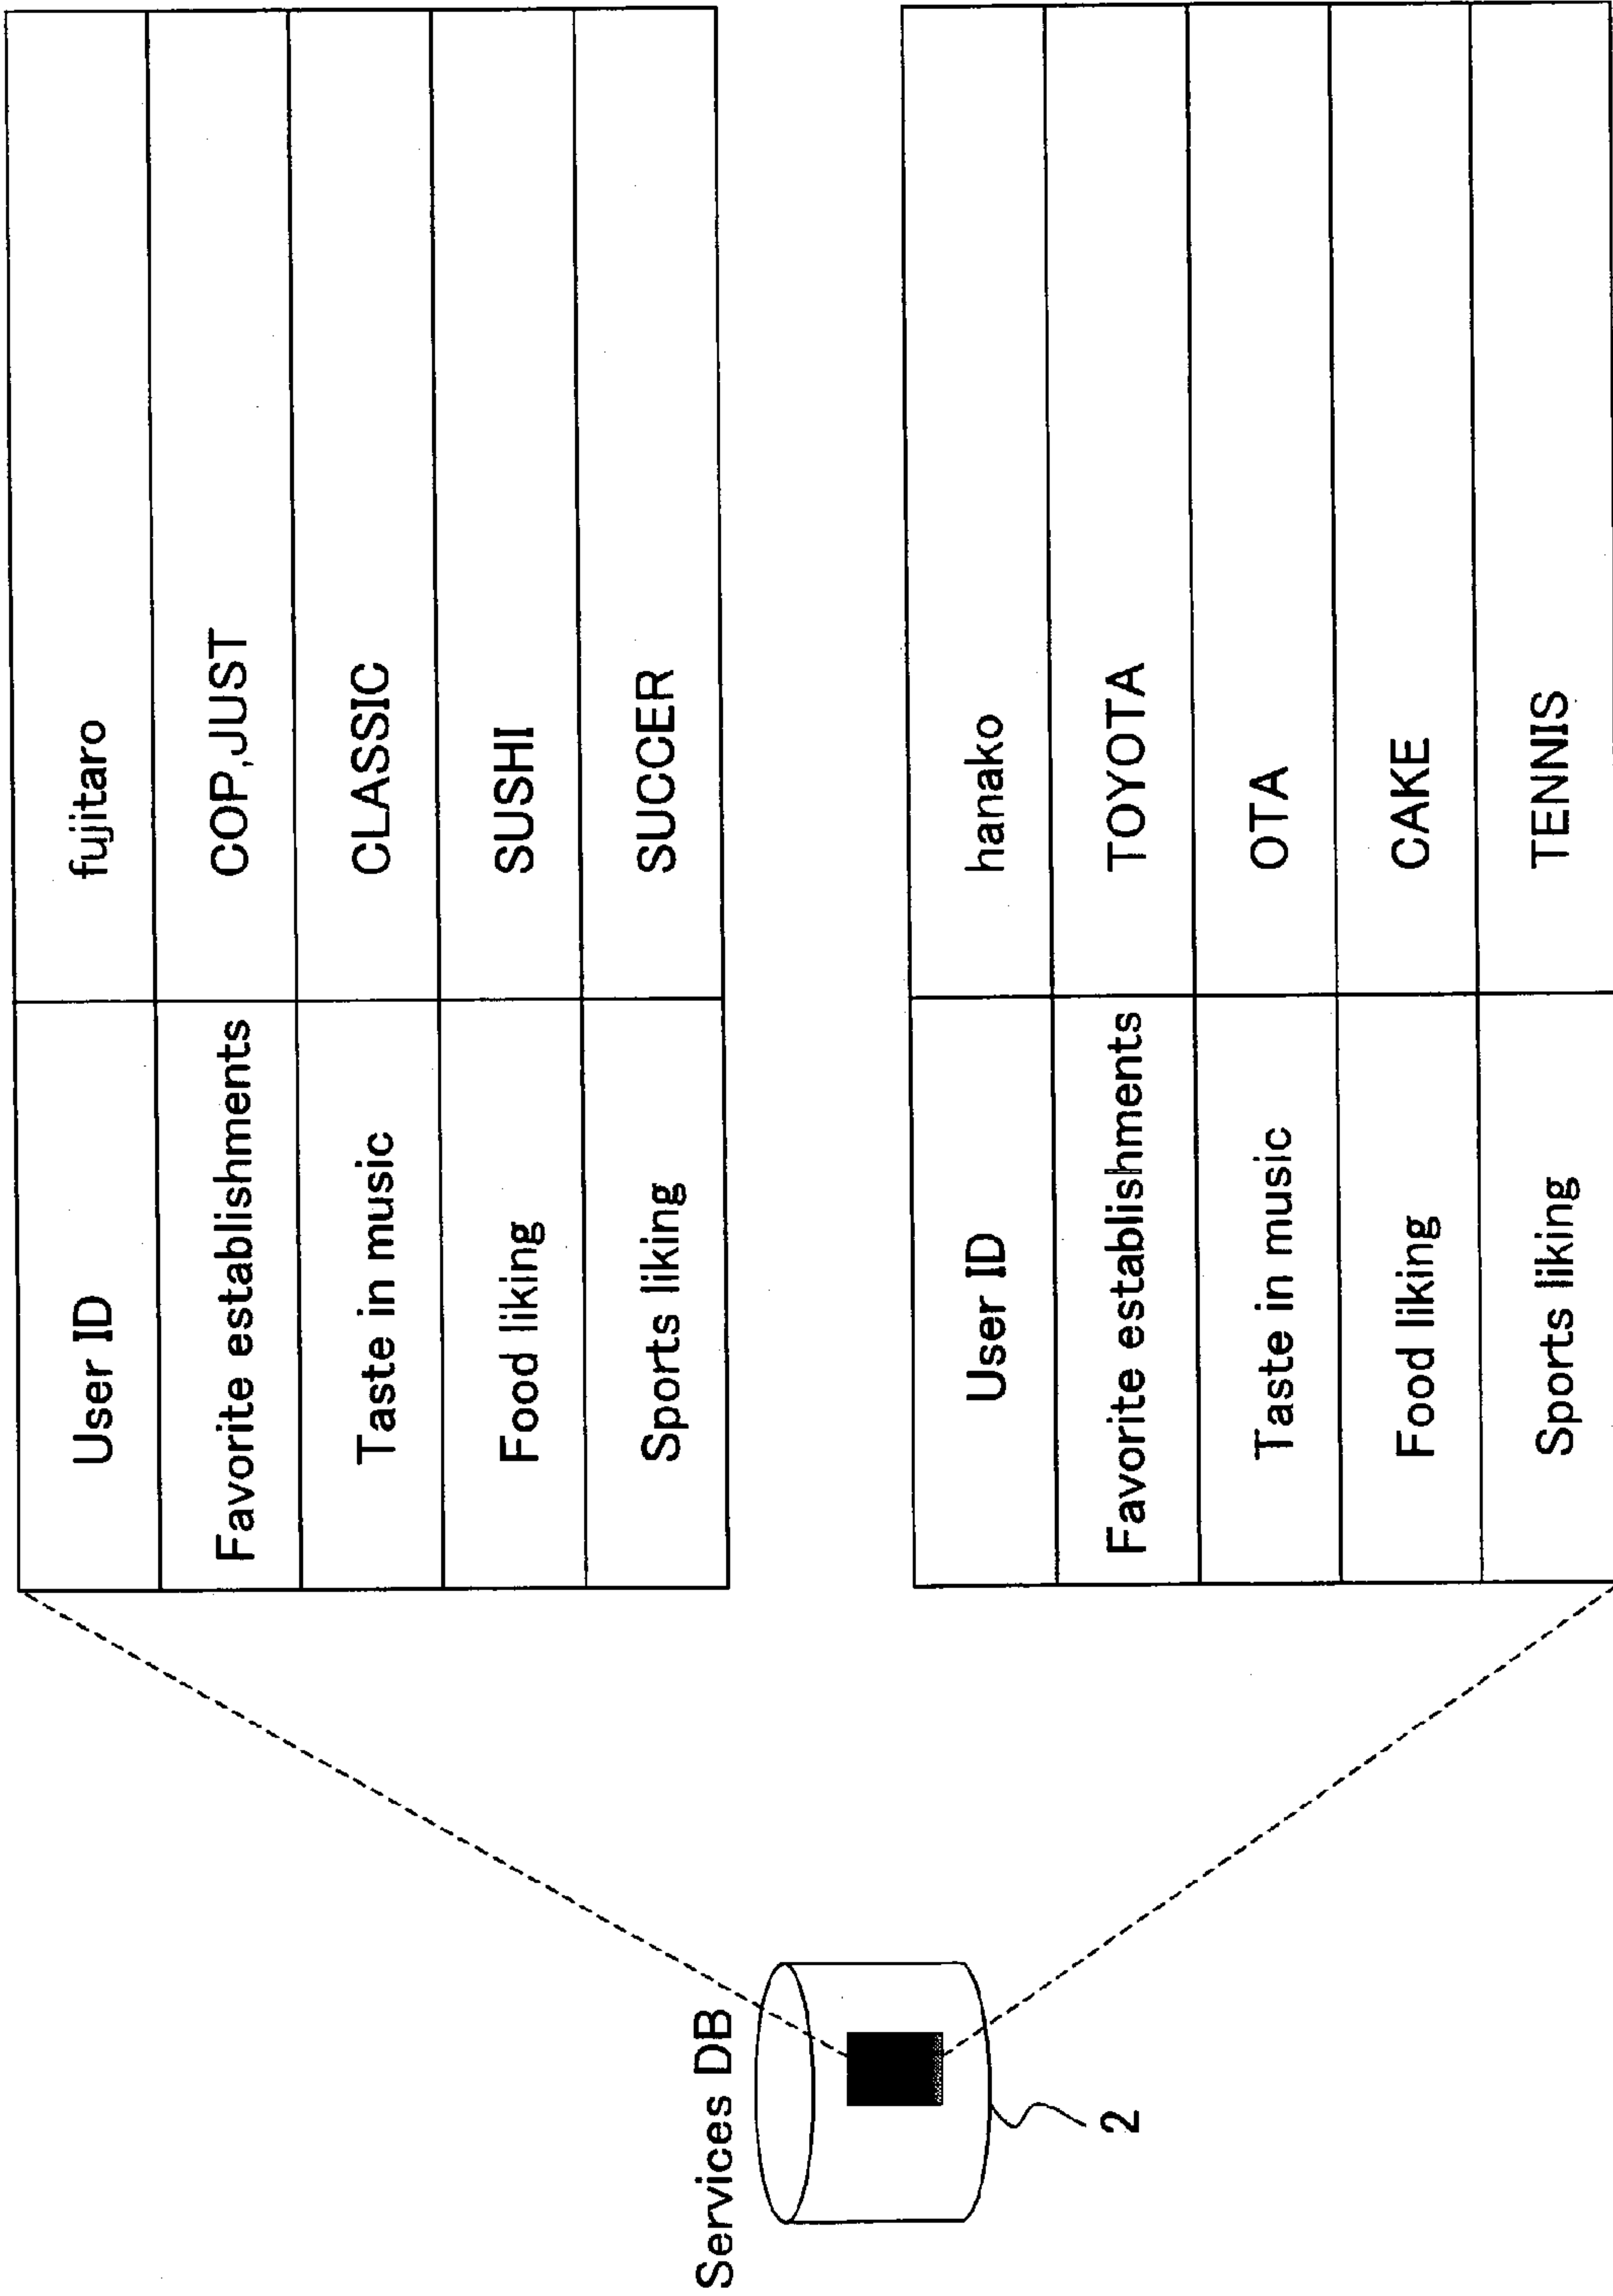 Services DB
2
User ID fujitaro
Favorite establishments COP,JUST
Taste in music CLASSIC
Food liking SUSHI
Sports liking SUCCER
User ID hanako
Favorite establishments TOYOTA
Taste in music OTA
Food liking CAKE
Sports liking TENNIS